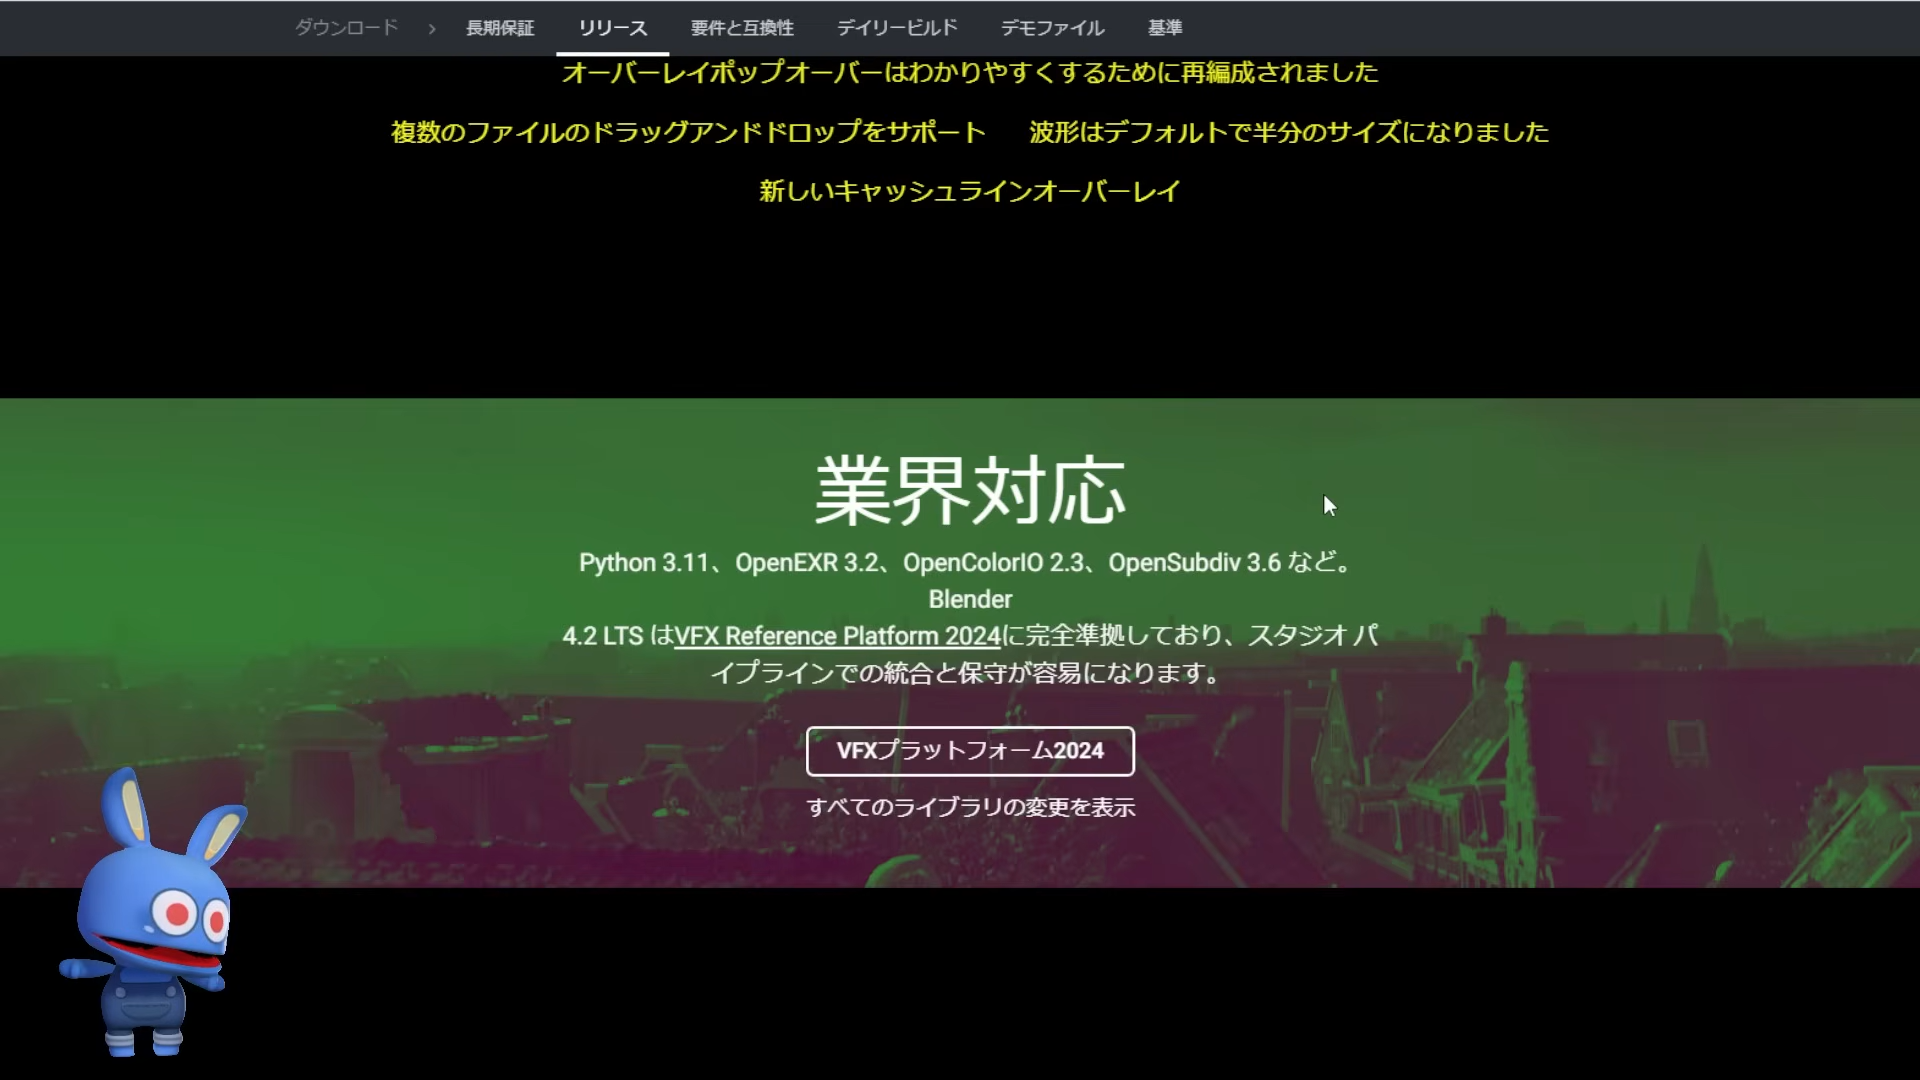 ダウンロード > 長期保証 リリース 要件と互換性 デイリービルド デモファイル 基準
オーバーレイポップオーバーはわかりやすくするために再編成されました
複数のファイルのドラッグアンドドロップをサポート 波形はデフォルトで半分のサイズになりました
新しいキャッシュラインオーバーレイ
業界対応
Python 3.11、OpenEXR 3.2、OpenColorIO 2.3、OpenSubdiv 3.6 など。
Blender
4.2 LTS はVFX Reference Platform 2024に完全準拠しており、スタジオ パ
イプラインでの統合と保守が容易になります。
VFXプラットフォーム2024
すべてのライブラリの変更を表示